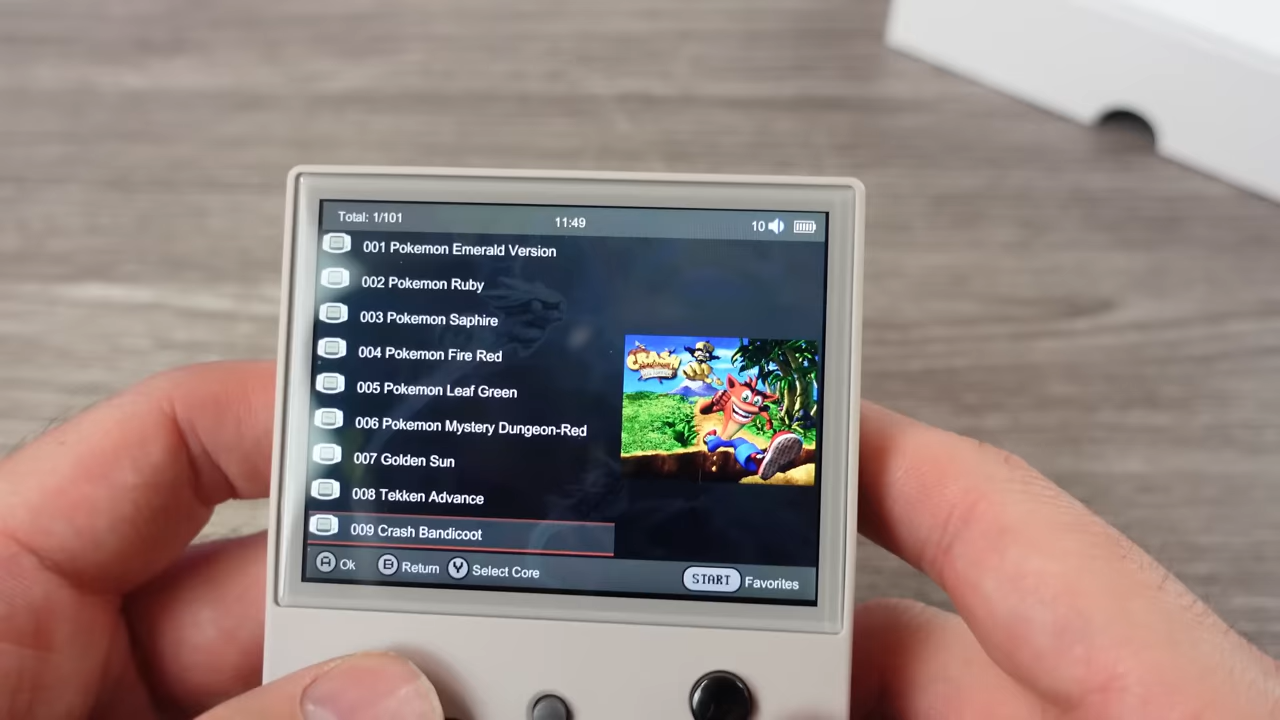 Total: 1/101
11:49
10
001 Pokemon Emerald Version
002 Pokemon Ruby
003 Pokemon Saphire
004 Pokemon Fire Red
005 Pokemon Leaf Green
006 Pokemon Mystery Dungeon-Red
007 Golden Sun
008 Tekken Advance
009 Crash Bandicoot
CRASH
A Ok
B Return
Y Select Core
START Favorites